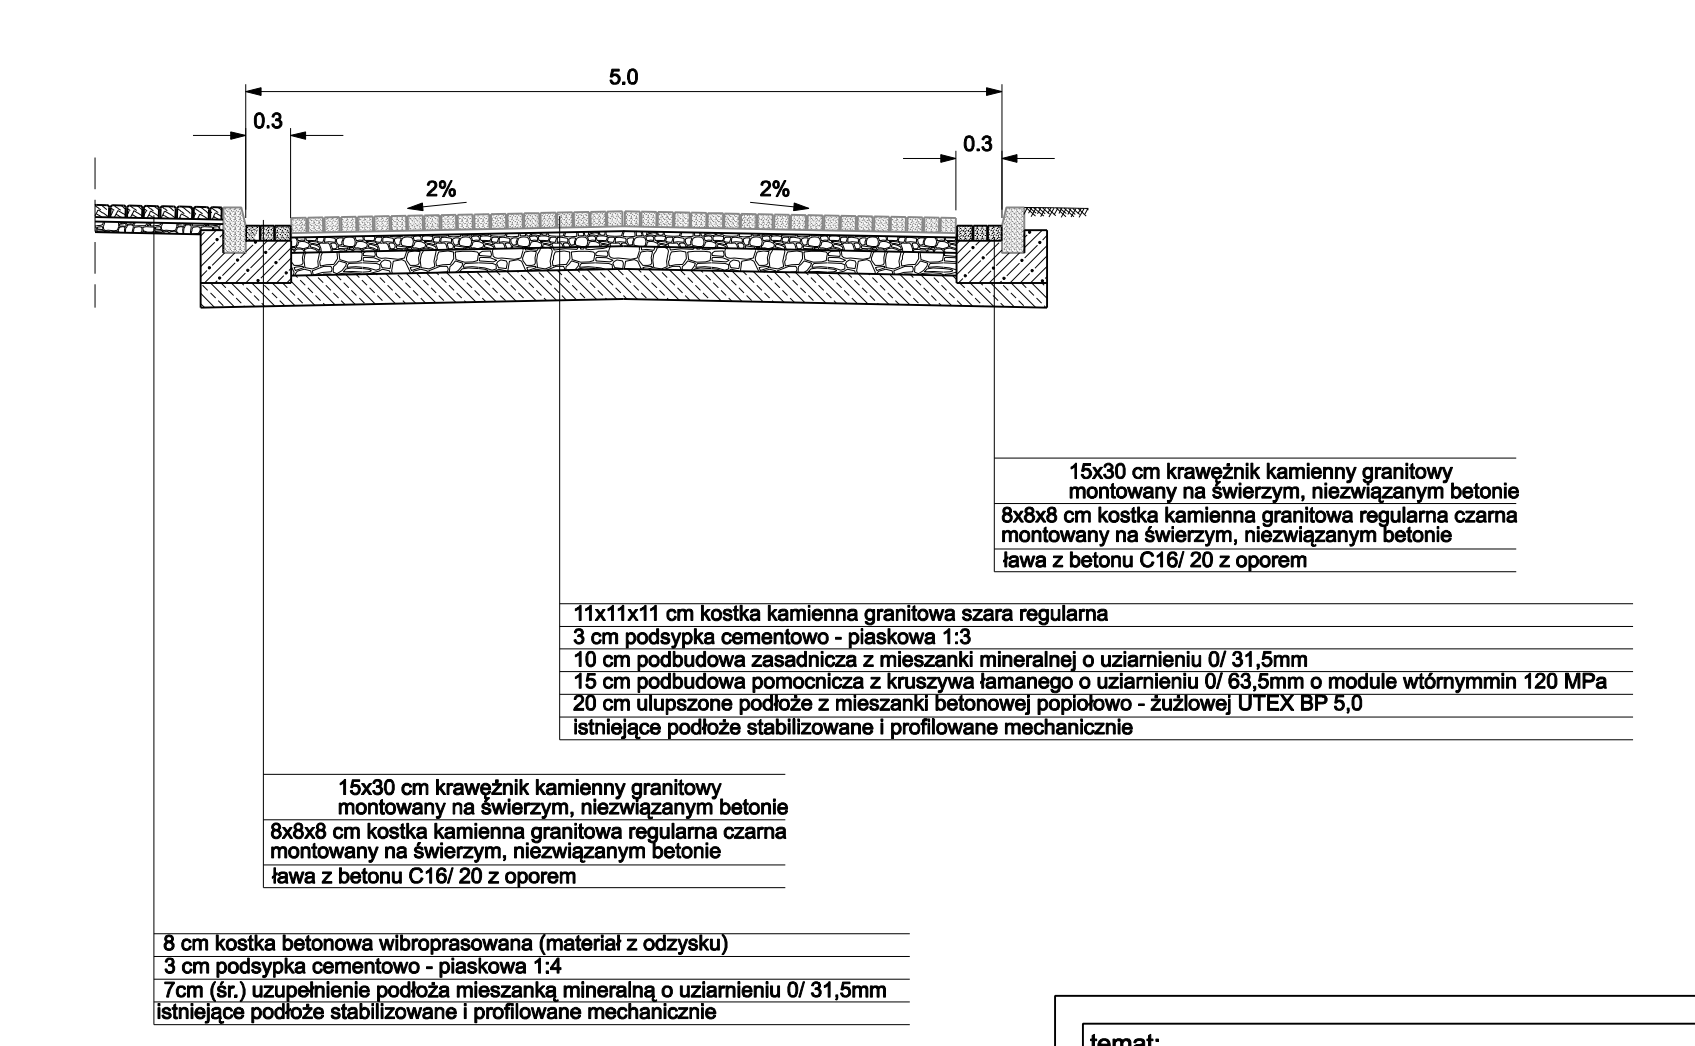 5.0
0.3
0.3
2%
2%
15x30 cm krawężnik kamienny granitowy
montowany na świerzym, niezwiązanym betonie
8x8x8 cm kostka kamienna granitowa regularna czarna
montowany na świerzym, niezwiązanym betonie
ława z betonu C16/ 20 z oporem
11x11x11 cm kostka kamienna granitowa szara regularna
3 cm podsypka cementowo - piaskowa 1:3
10 cm podbudowa zasadnicza z mieszanki mineralnej o uziarnieniu 0/ 31,5mm
15 cm podbudowa pomocnicza z kruszywa łamanego o uziarnieniu 0/ 63,5mm o module wtórnymmin 120 MPa
20 cm ulupszone podłoże z mieszanki betonowej popiołowo - żużlowej UTEX BP 5,0
istniejące podłoże stabilizowane i profilowane mechanicznie
15x30 cm krawężnik kamienny granitowy
montowany na świerzym, niezwiązanym betonie
8x8x8 cm kostka kamienna granitowa regularna czarna
montowany na świerzym, niezwiązanym betonie
ława z betonu C16/ 20 z oporem
8 cm kostka betonowa wibroprasowana (materiał z odzysku)
3 cm podsypka cementowo - piaskowa 1:4
7cm (śr.) uzupełnienie podłoża mieszanką mineralną o uziarnieniu 0/ 31,5mm
istniejące podłoże stabilizowane i profilowane mechanicznie
temat: